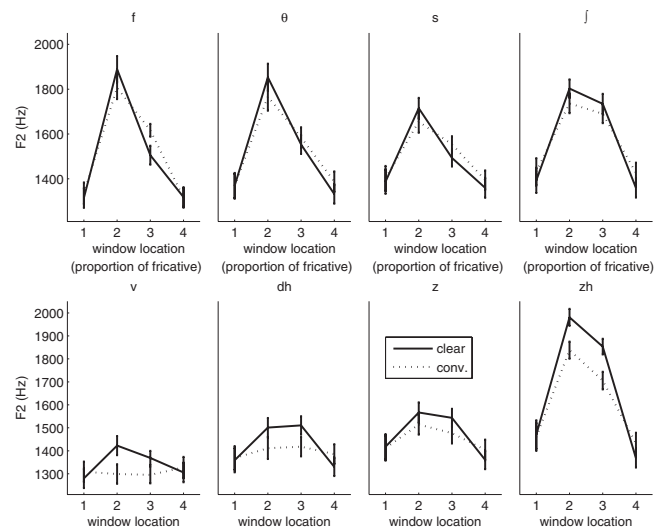 f θ s ʃ
2000
1800
1600
1400
F2 (Hz)
1 2 3 4 1 2 3 4 1 2 3 4 1 2 3 4
window location window location window location window location
(proportion of fricative) (proportion of fricative) (proportion of fricative) (proportion of fricative)
v dh z zh
2000
1900
1800
1700
1600
1500
1400
1300
F2 (Hz)
clear
conv.
1 2 3 4 1 2 3 4 1 2 3 4 1 2 3 4
window location window location window location window location